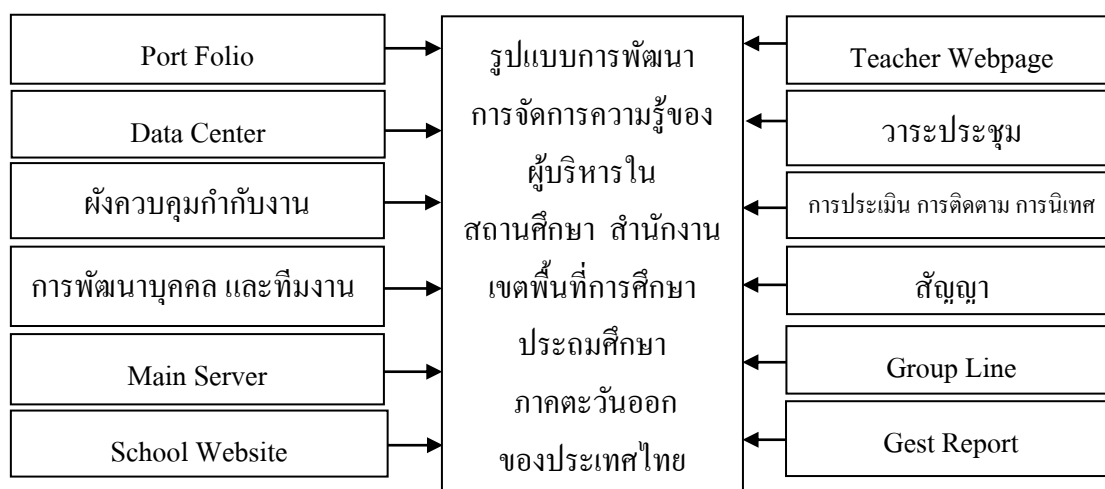 Port Folio
Data Center
ผังควบคุมกำกับงาน
การพัฒนาบุคคล และทีมงาน
Main Server
School Website
รูปแบบการพัฒนา
การจัดการความรู้ของ
ผู้บริหารใน
สถานศึกษา สำนักงาน
เขตพื้นที่การศึกษา
ประถมศึกษา
ภาคตะวันออก
ของประเทศไทย
Teacher Webpage
วาระประชุม
การประเมิน การติดตาม การนิเทศ
สัญญา
Group Line
Gest Report